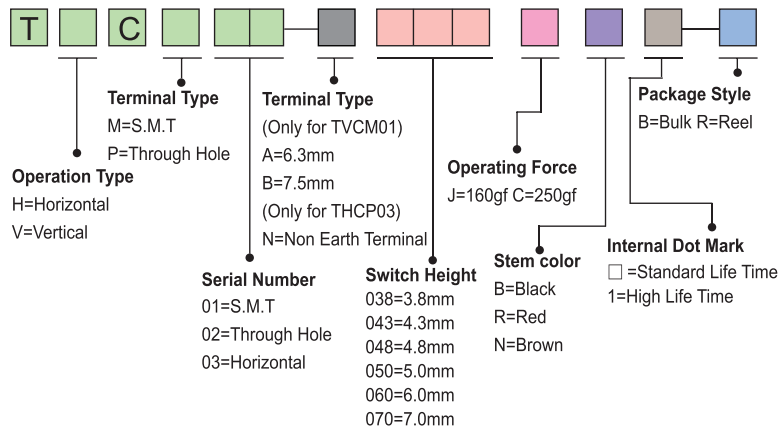 T C
Terminal Type
M=S.M.T
P=Through Hole
Operation Type
H=Horizontal
V=Vertical
Serial Number
01=S.M.T
02=Through Hole
03=Horizontal
Terminal Type
(Only for TVCM01)
A=6.3mm
B=7.5mm
(Only for THCP03)
N=Non Earth Terminal
Switch Height
038=3.8mm
043=4.3mm
048=4.8mm
050=5.0mm
060=6.0mm
070=7.0mm
Operating Force
J=160gf C=250gf
Stem color
B=Black
R=Red
N=Brown
Package Style
B=Bulk R=Reel
Internal Dot Mark
□=Standard Life Time
1=High Life Time